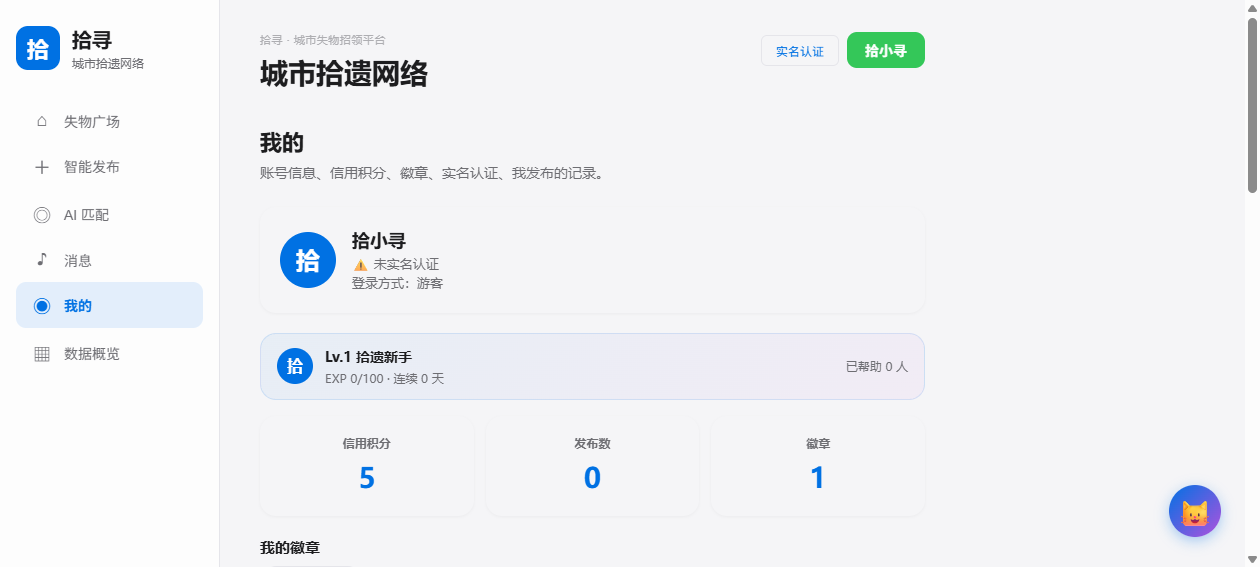 拾
拾寻
城市拾遗网络
失物广场
智能发布
AI 匹配
消息
我的
数据概览
拾寻 · 城市失物招领平台
城市拾遗网络
实名认证
拾小寻
我的
账号信息、信用积分、徽章、实名认证、我发布的记录。
拾
拾小寻
⚠️ 未实名认证
登录方式：游客
拾
Lv.1 拾遗新手
EXP 0/100 · 连续 0 天
已帮助 0 人
信用积分
5
发布数
0
徽章
1
我的徽章